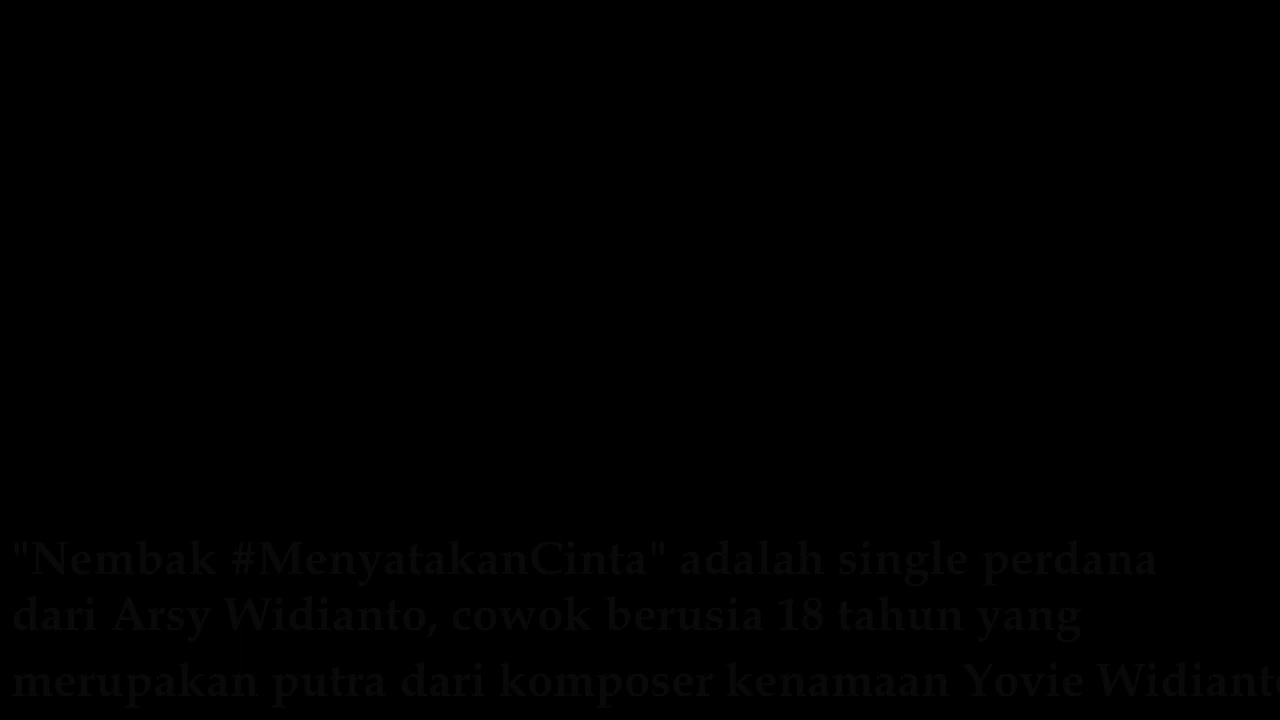 "Nembak #MenyatakanCinta" adalah single perdana
dari Arsy Widianto, cowok berusia 18 tahun yang
merupakan putra dari komposer kenamaan Yovie Widiant